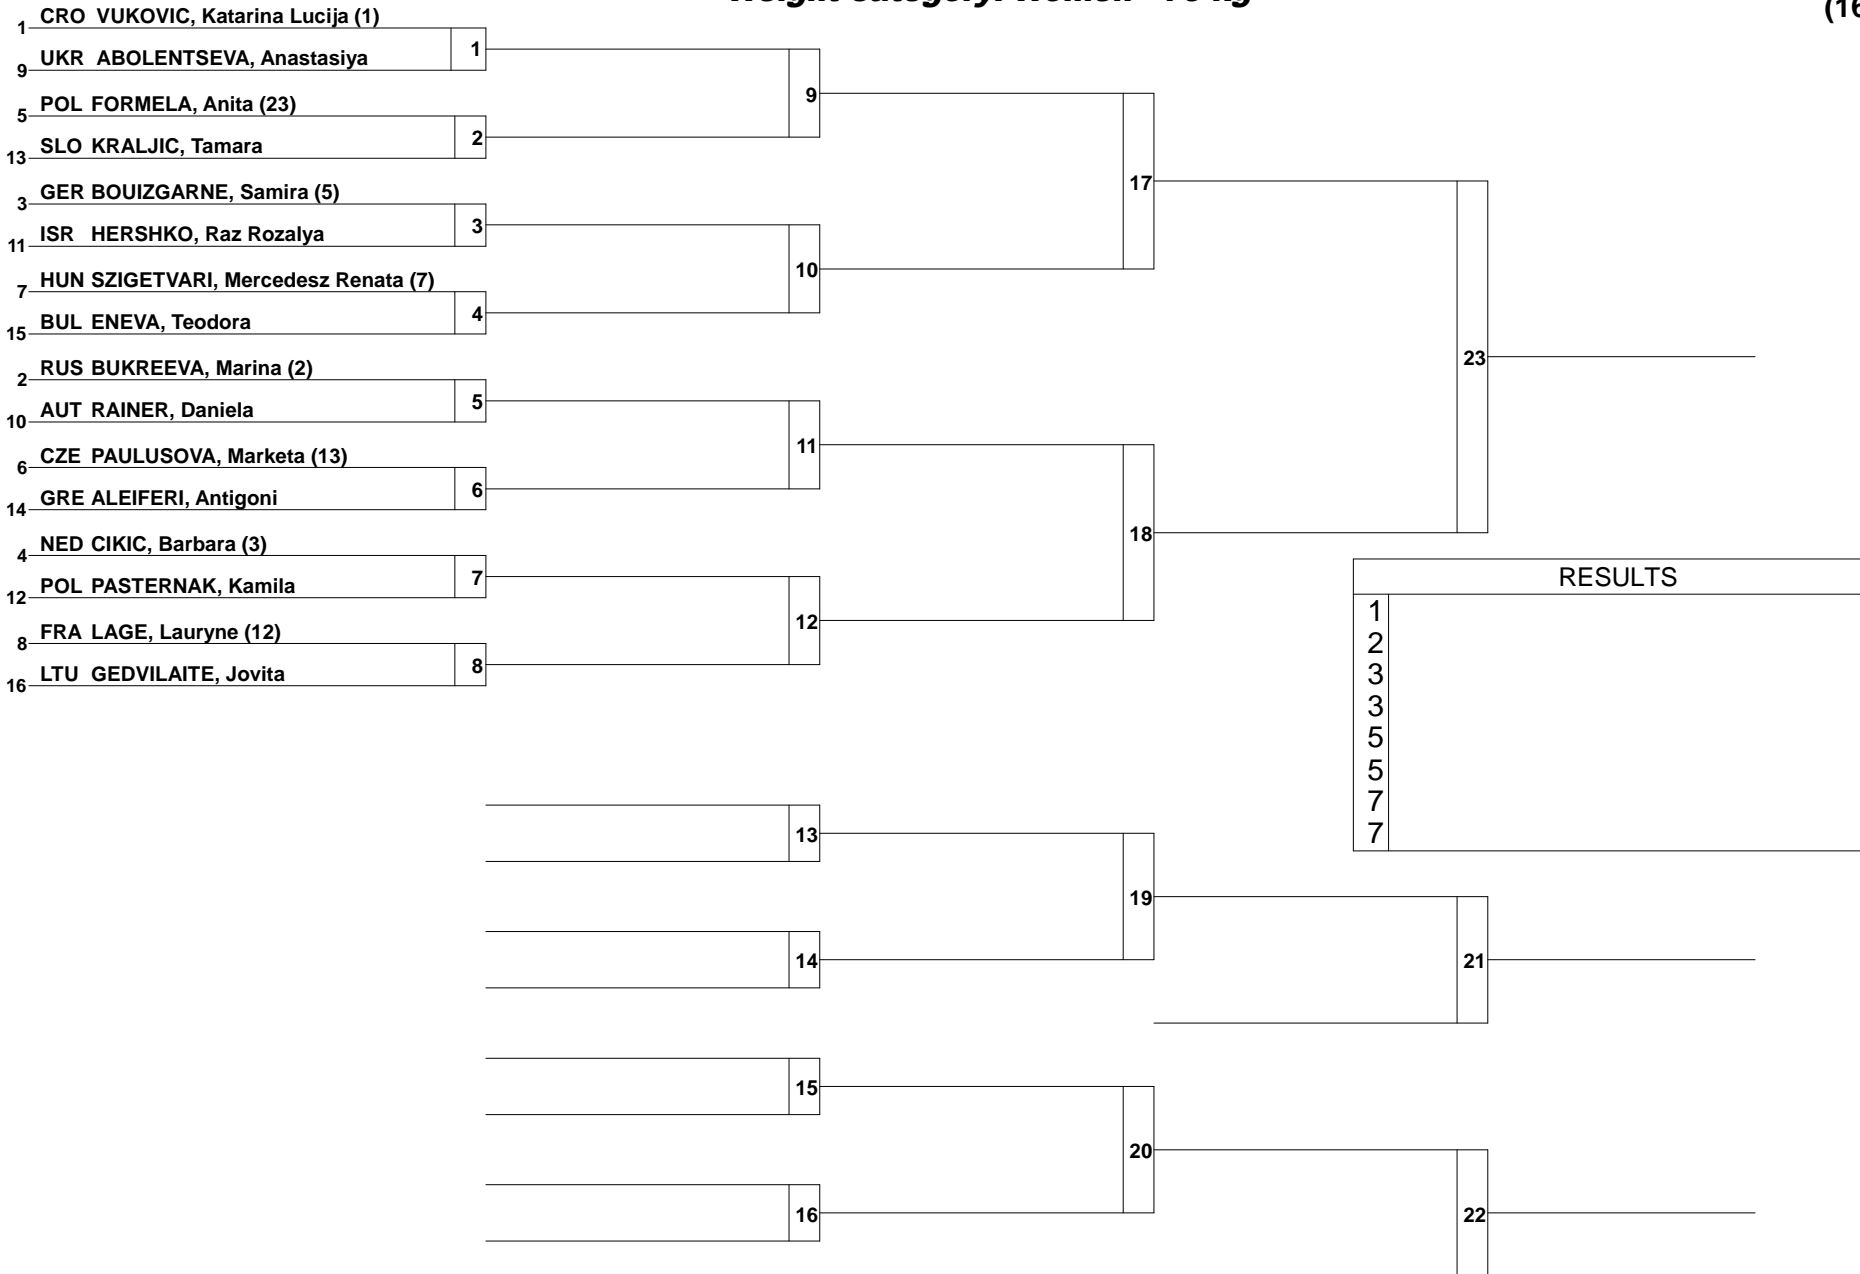 (16
1 CRO VUKOVIC, Katarina Lucija (1)
1
9 UKR ABOLENTSEVA, Anastasiya
9
5 POL FORMELA, Anita (23)
2
13 SLO KRALJIC, Tamara
17
3 GER BOUIZGARNE, Samira (5)
3
11 ISR HERSHKO, Raz Rozalya
10
7 HUN SZIGETVARI, Mercedesz Renata (7)
4
15 BUL ENEVA, Teodora
23
2 RUS BUKREEVA, Marina (2)
5
10 AUT RAINER, Daniela
11
6 CZE PAULUSOVA, Marketa (13)
6
14 GRE ALEIFERI, Antigoni
18
4 NED CIKIC, Barbara (3)
7
12 POL PASTERNAK, Kamila
12
8 FRA LAGE, Lauryne (12)
8
16 LTU GEDVILAITE, Jovita
RESULTS
1
2
3
3
5
5
7
7
13
19
14
21
15
20
16
22